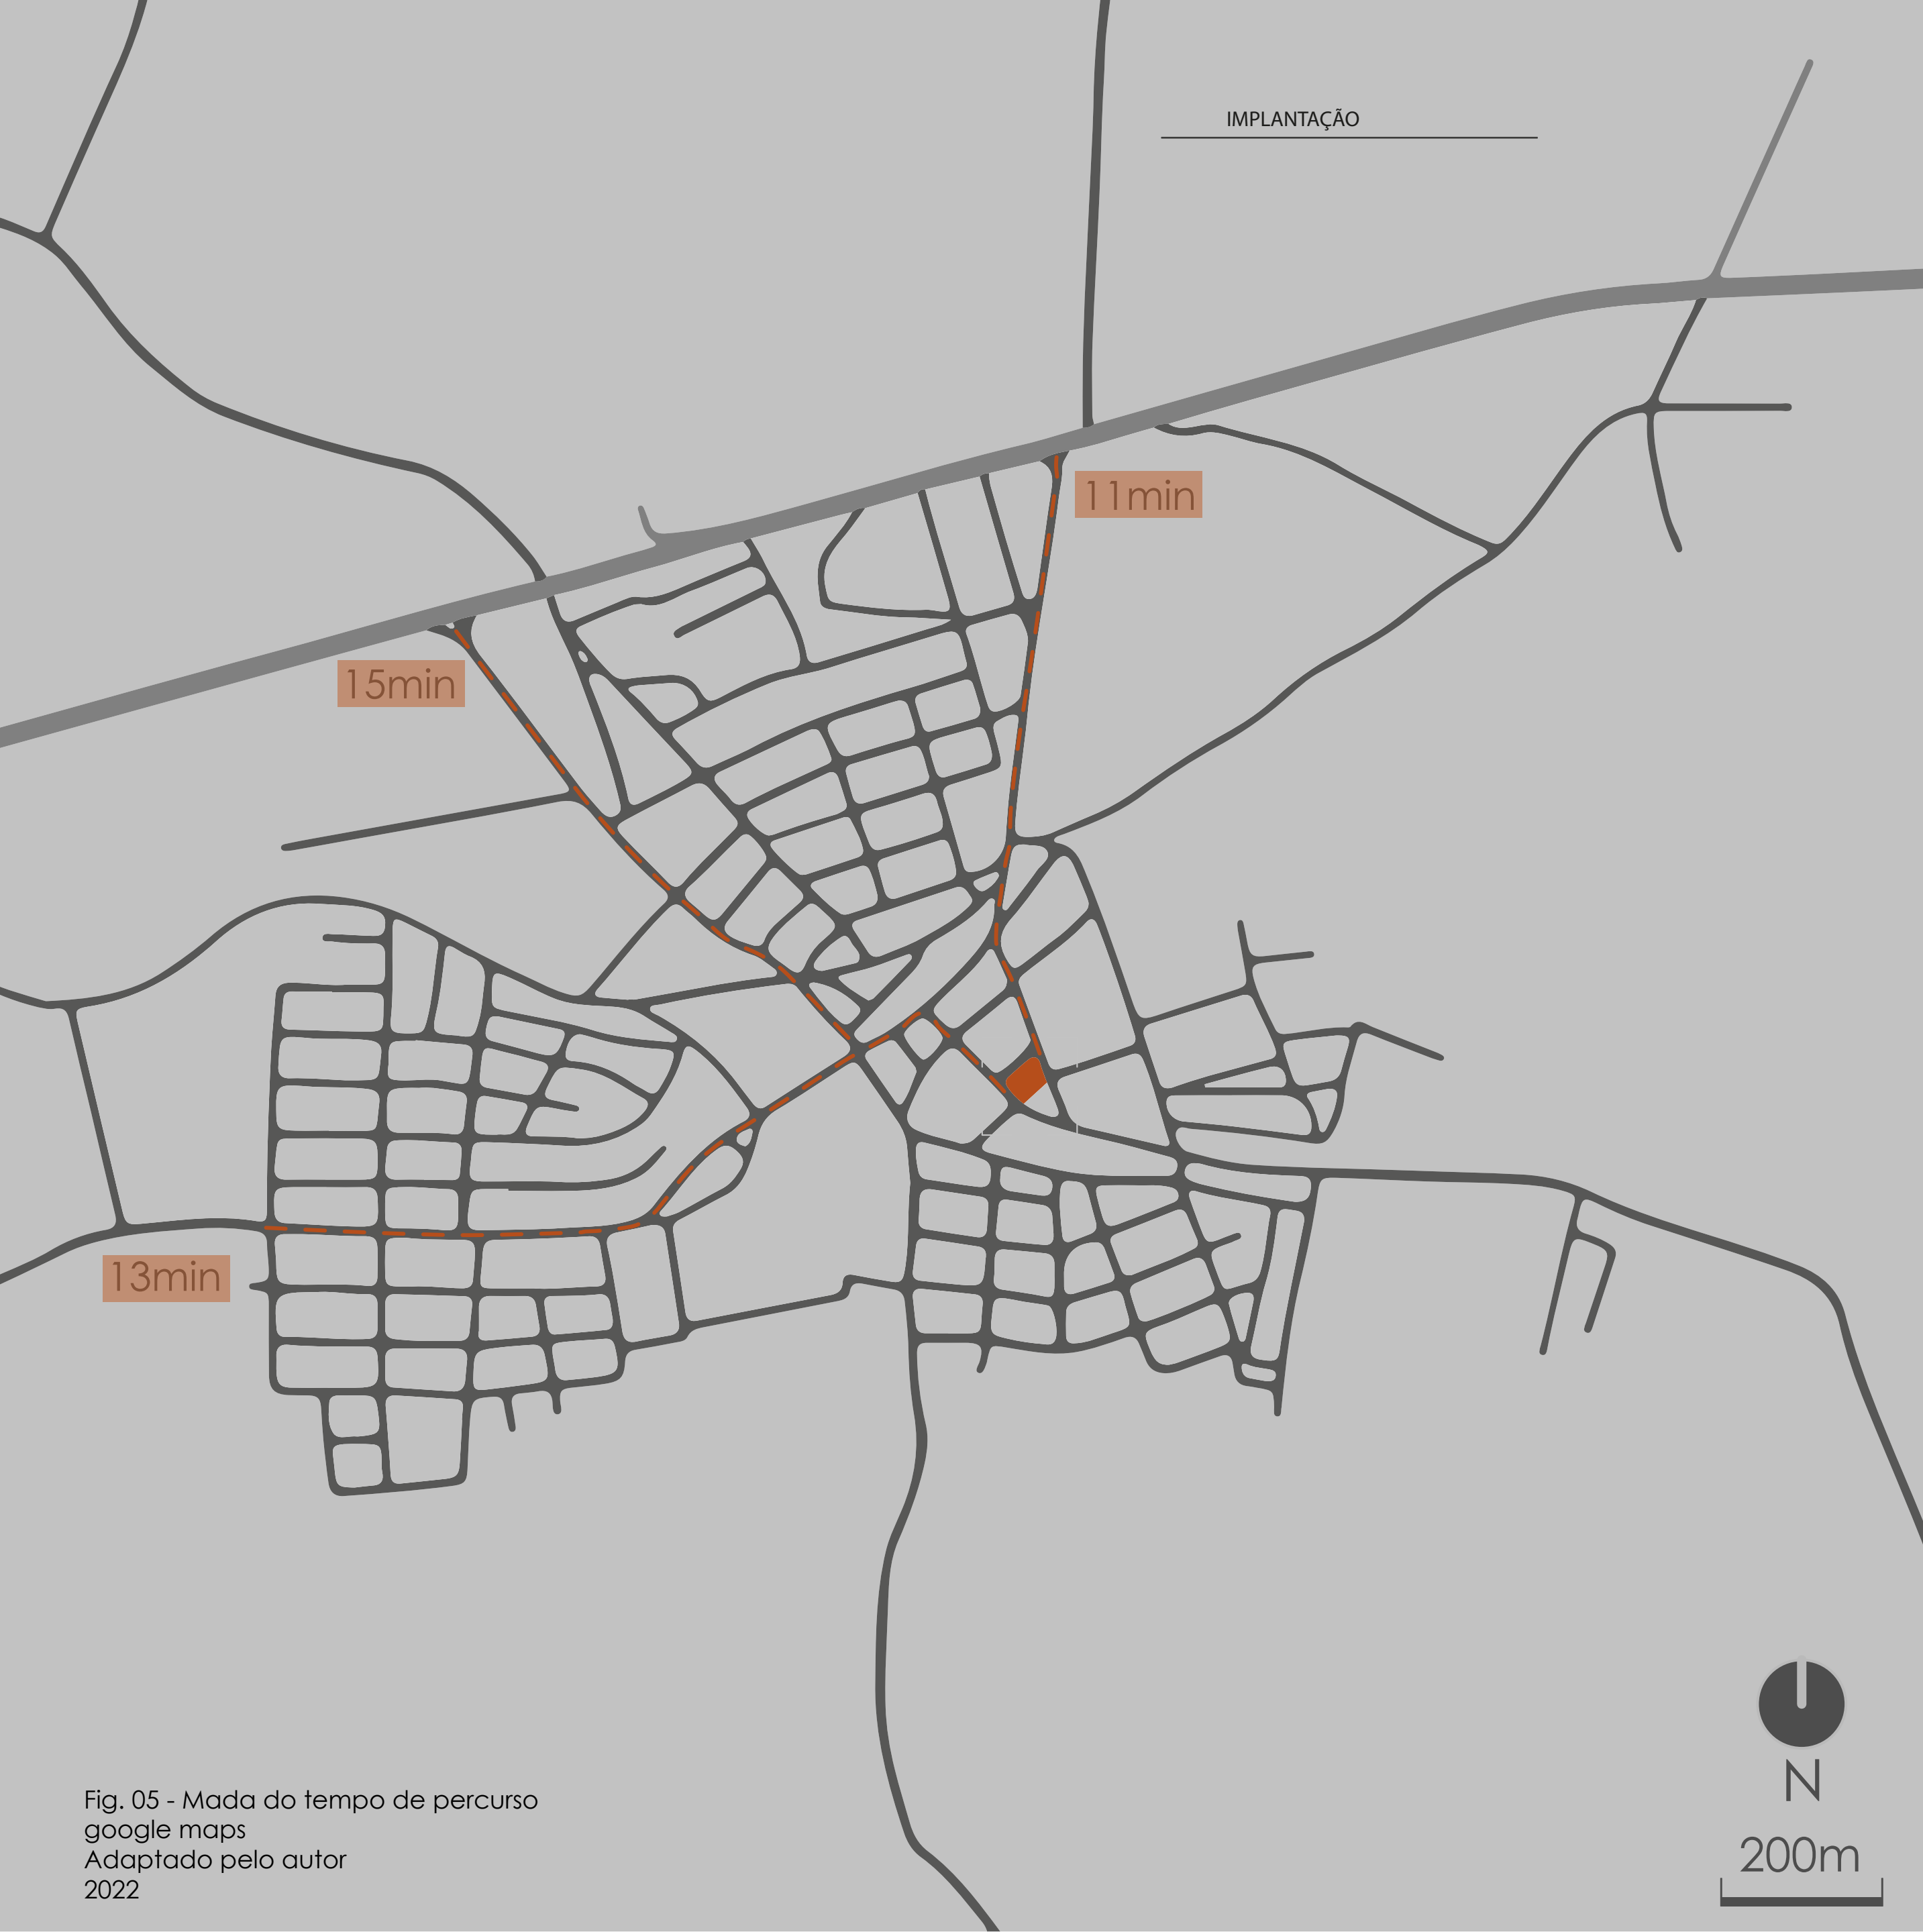 IMPLANTAÇÃO
11min
15min
13min
Fig. 05 - Mada do tempo de percurso
google maps
Adaptado pelo autor
2022
N
200m